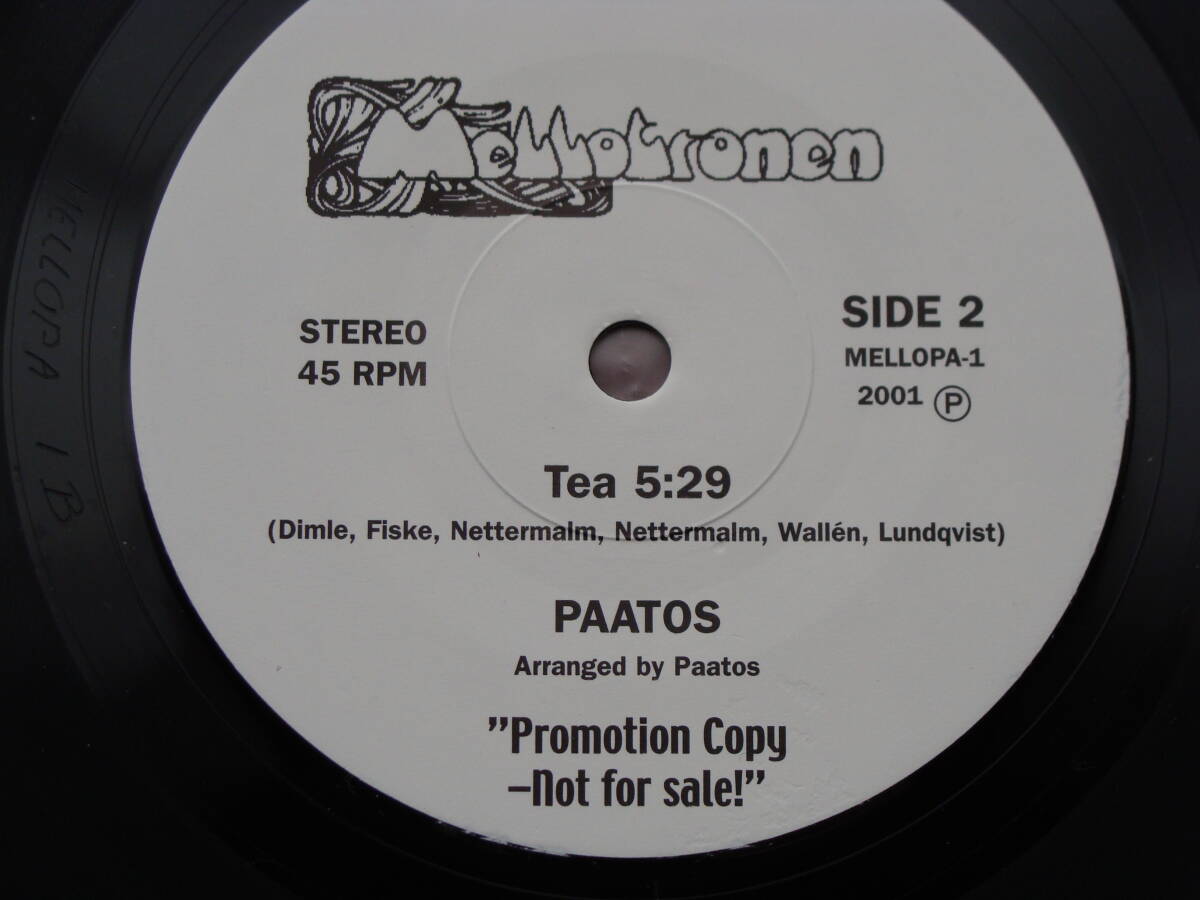 Mellotronen
STEREO
45 RPM
SIDE 2
MELLOPA-1
2001 Ⓟ
Tea 5:29
(Dimle, Fiske, Nettermalm, Nettermalm, Wallén, Lundqvist)
PAATOS
Arranged by Paatos
”Promotion Copy
–Not for sale!”
MELLOPA 1 B